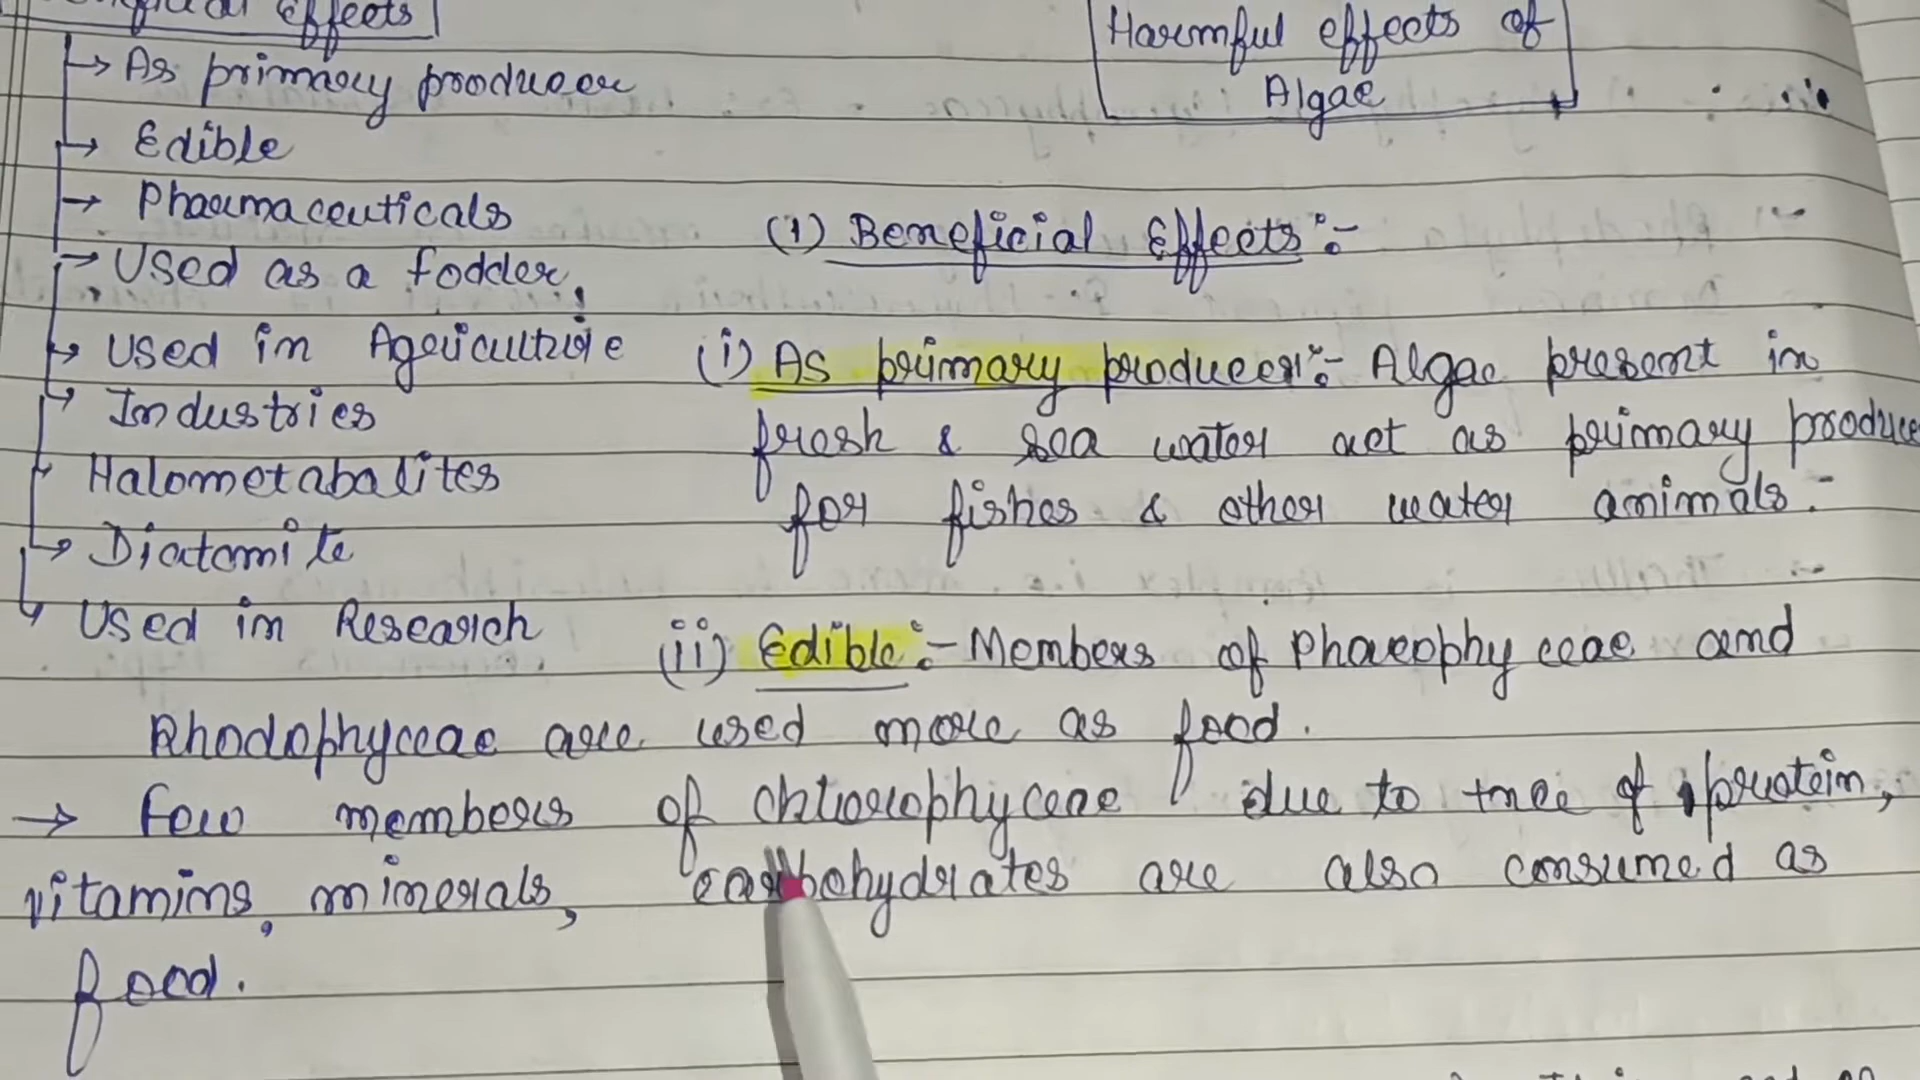 effects
As primary producer
Edible
Pharmaceuticals
Used as a fodder
Used in Agriculture
Industries
Halometabalites
Diatomite
Used in Research
Harmful effects of
Algae
(1) Beneficial Effects :-
(i) As primary producer :- Algae present in
fresh & sea water act as primary produce
for fishes & other water animals.
(ii) Edible :- Members of Phaeophyceae and
Rhodophyceae are used more as food.
→ few members of chlorophyceae due to of protein,
vitamins, minerals, carbohydrates are also consumed as
food.